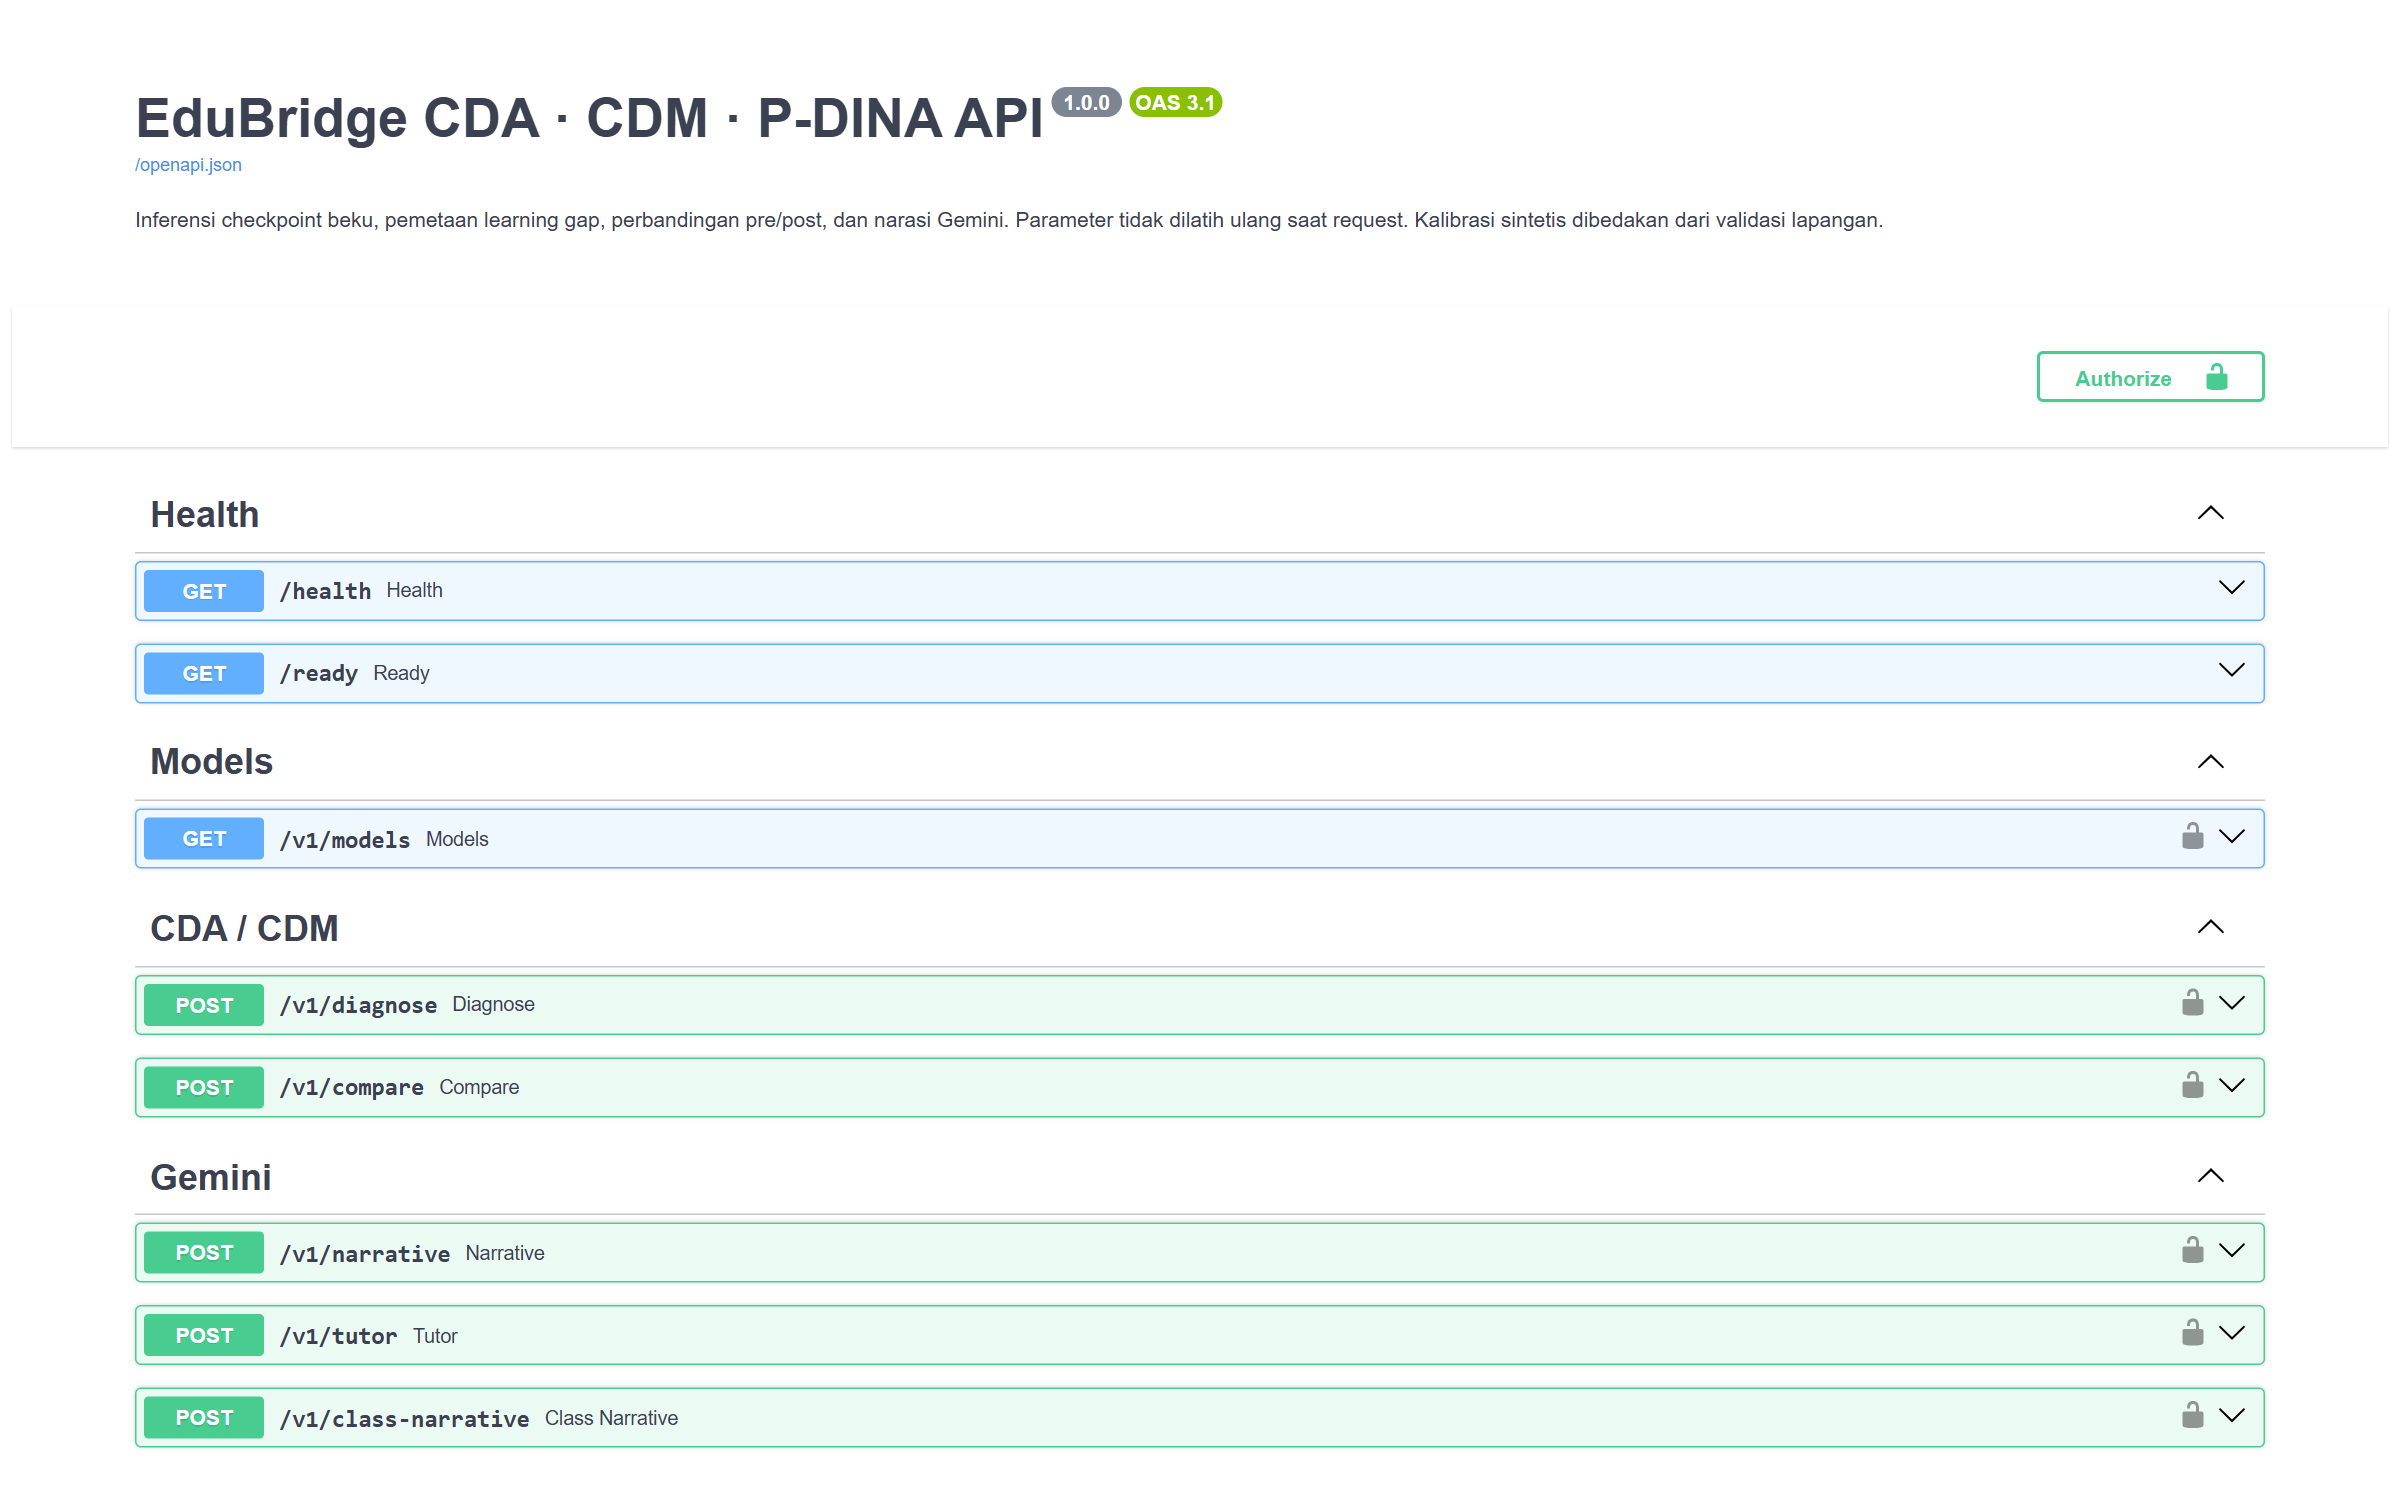 EduBridge CDA · CDM · P-DINA API 1.0.0 OAS 3.1
/openapi.json
Inferensi checkpoint beku, pemetaan learning gap, perbandingan pre/post, dan narasi Gemini. Parameter tidak dilatih ulang saat request. Kalibrasi sintetis dibedakan dari validasi lapangan.
Authorize
Health
GET /health Health
GET /ready Ready
Models
GET /v1/models Models
CDA / CDM
POST /v1/diagnose Diagnose
POST /v1/compare Compare
Gemini
POST /v1/narrative Narrative
POST /v1/tutor Tutor
POST /v1/class-narrative Class Narrative